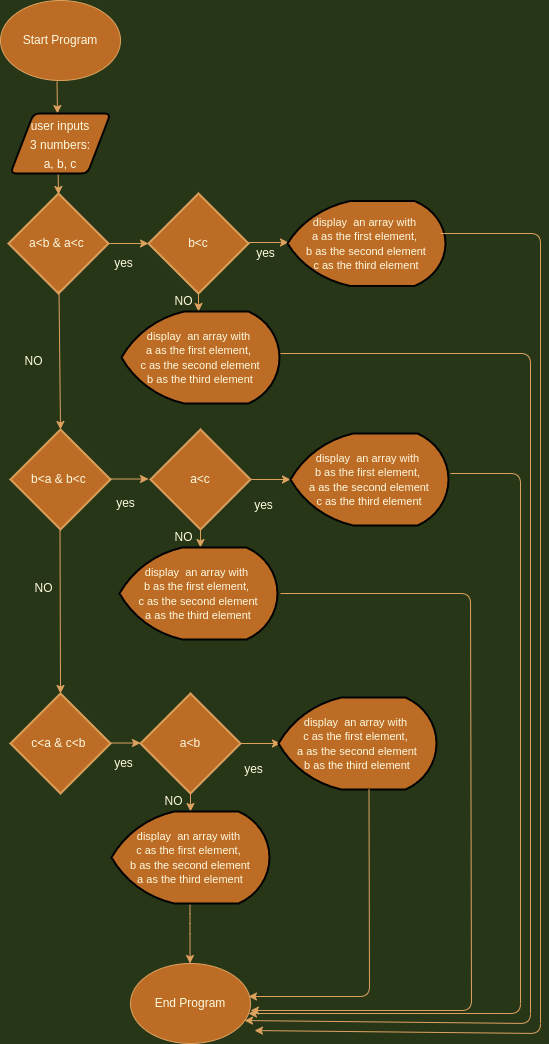 Start Program
user inputs
3 numbers:
a, b, c
a<b & a<c
yes
b<c
yes
display an array with
a as the first element,
b as the second element
c as the third element
NO
display an array with
a as the first element,
c as the second element
b as the third element
NO
b<a & b<c
yes
a<c
yes
display an array with
b as the first element,
a as the second element
c as the third element
NO
display an array with
b as the first element,
c as the second element
a as the third element
NO
c<a & c<b
yes
a<b
yes
display an array with
c as the first element,
a as the second element
b as the third element
NO
display an array with
c as the first element,
b as the second element
a as the third element
End Program